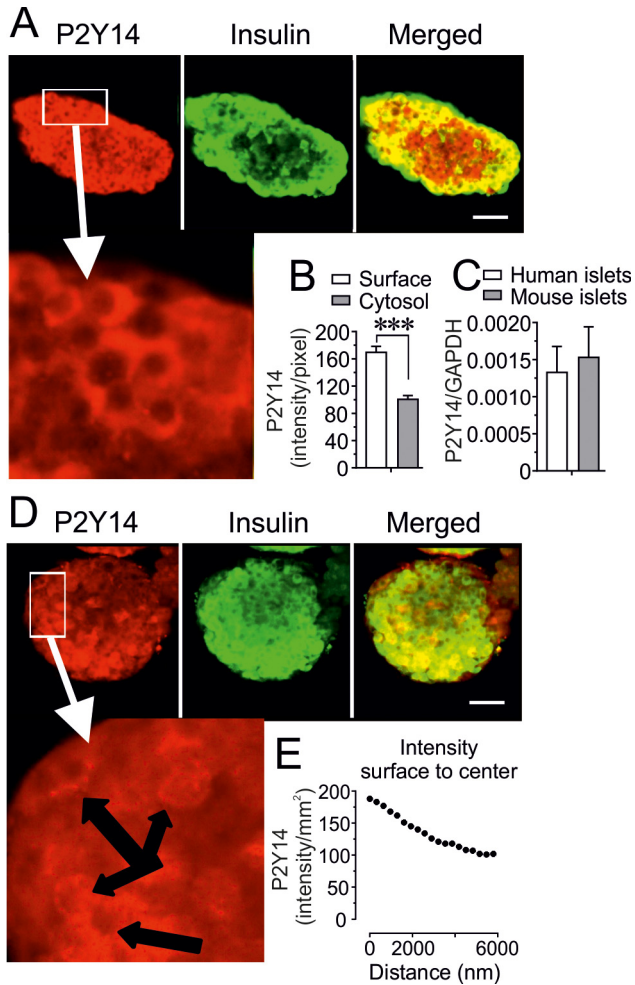 A
P2Y14 Insulin Merged
B
Surface
Cytosol
***
P2Y14
(intensity/pixel)
200
160
120
80
40
0
C
Human islets
Mouse islets
P2Y14/GAPDH
0.0020
0.0015
0.0010
0.0005
0
D
P2Y14 Insulin Merged
E
Intensity
surface to center
P2Y14
(intensity/mm²)
200
150
100
50
0
0 2000 4000 6000
Distance (nm)